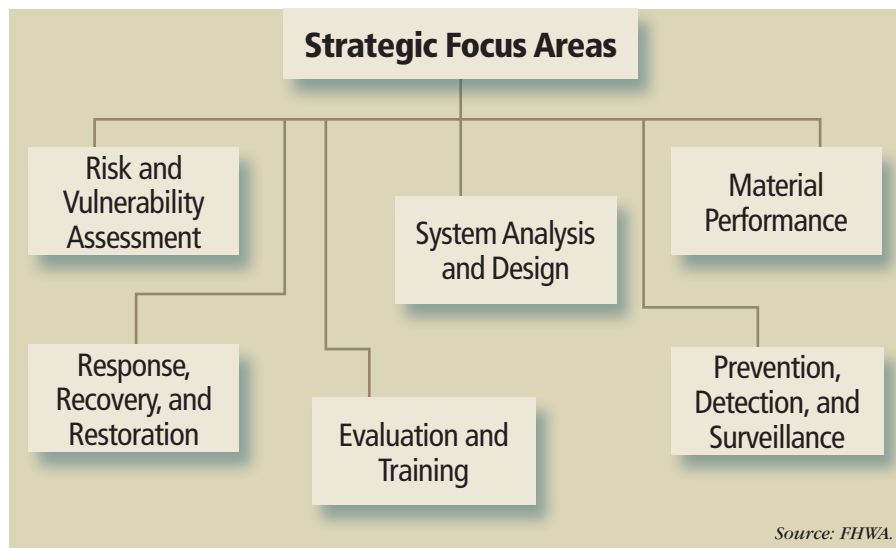 Strategic Focus Areas
Risk and
Vulnerability
Assessment
System Analysis
and Design
Material
Performance
Response,
Recovery, and
Restoration
Evaluation and
Training
Prevention,
Detection, and
Surveillance
Source: FHWA.